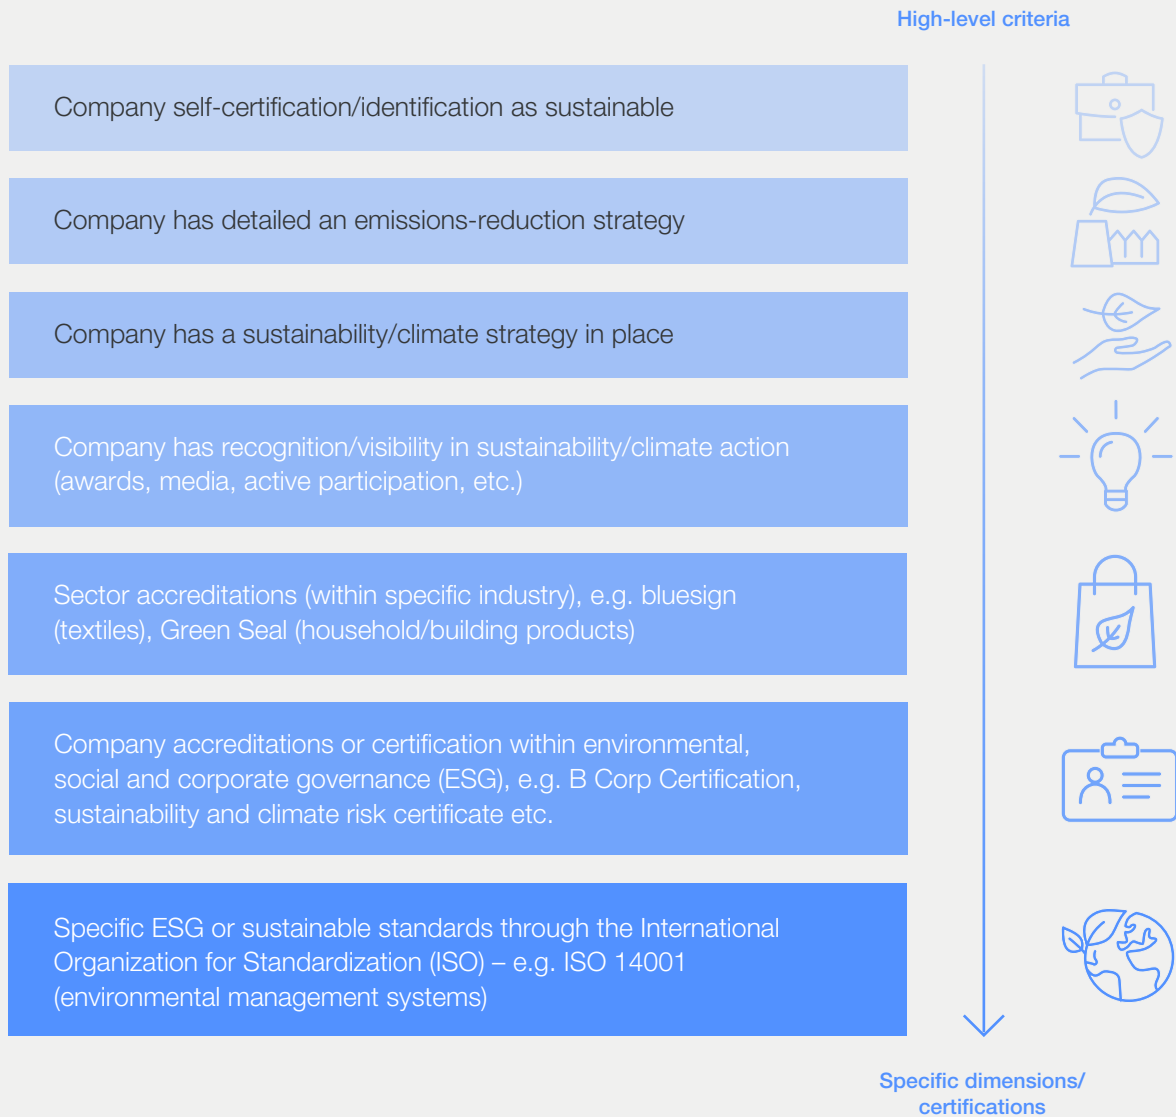 High-level criteria
Company self-certification/identification as sustainable
Company has detailed an emissions-reduction strategy
Company has a sustainability/climate strategy in place
Company has recognition/visibility in sustainability/climate action
(awards, media, active participation, etc.)
Sector accreditations (within specific industry), e.g. bluesign
(textiles), Green Seal (household/building products)
Company accreditations or certification within environmental,
social and corporate governance (ESG), e.g. B Corp Certification,
sustainability and climate risk certificate etc.
Specific ESG or sustainable standards through the International
Organization for Standardization (ISO) – e.g. ISO 14001
(environmental management systems)
Specific dimensions/
certifications